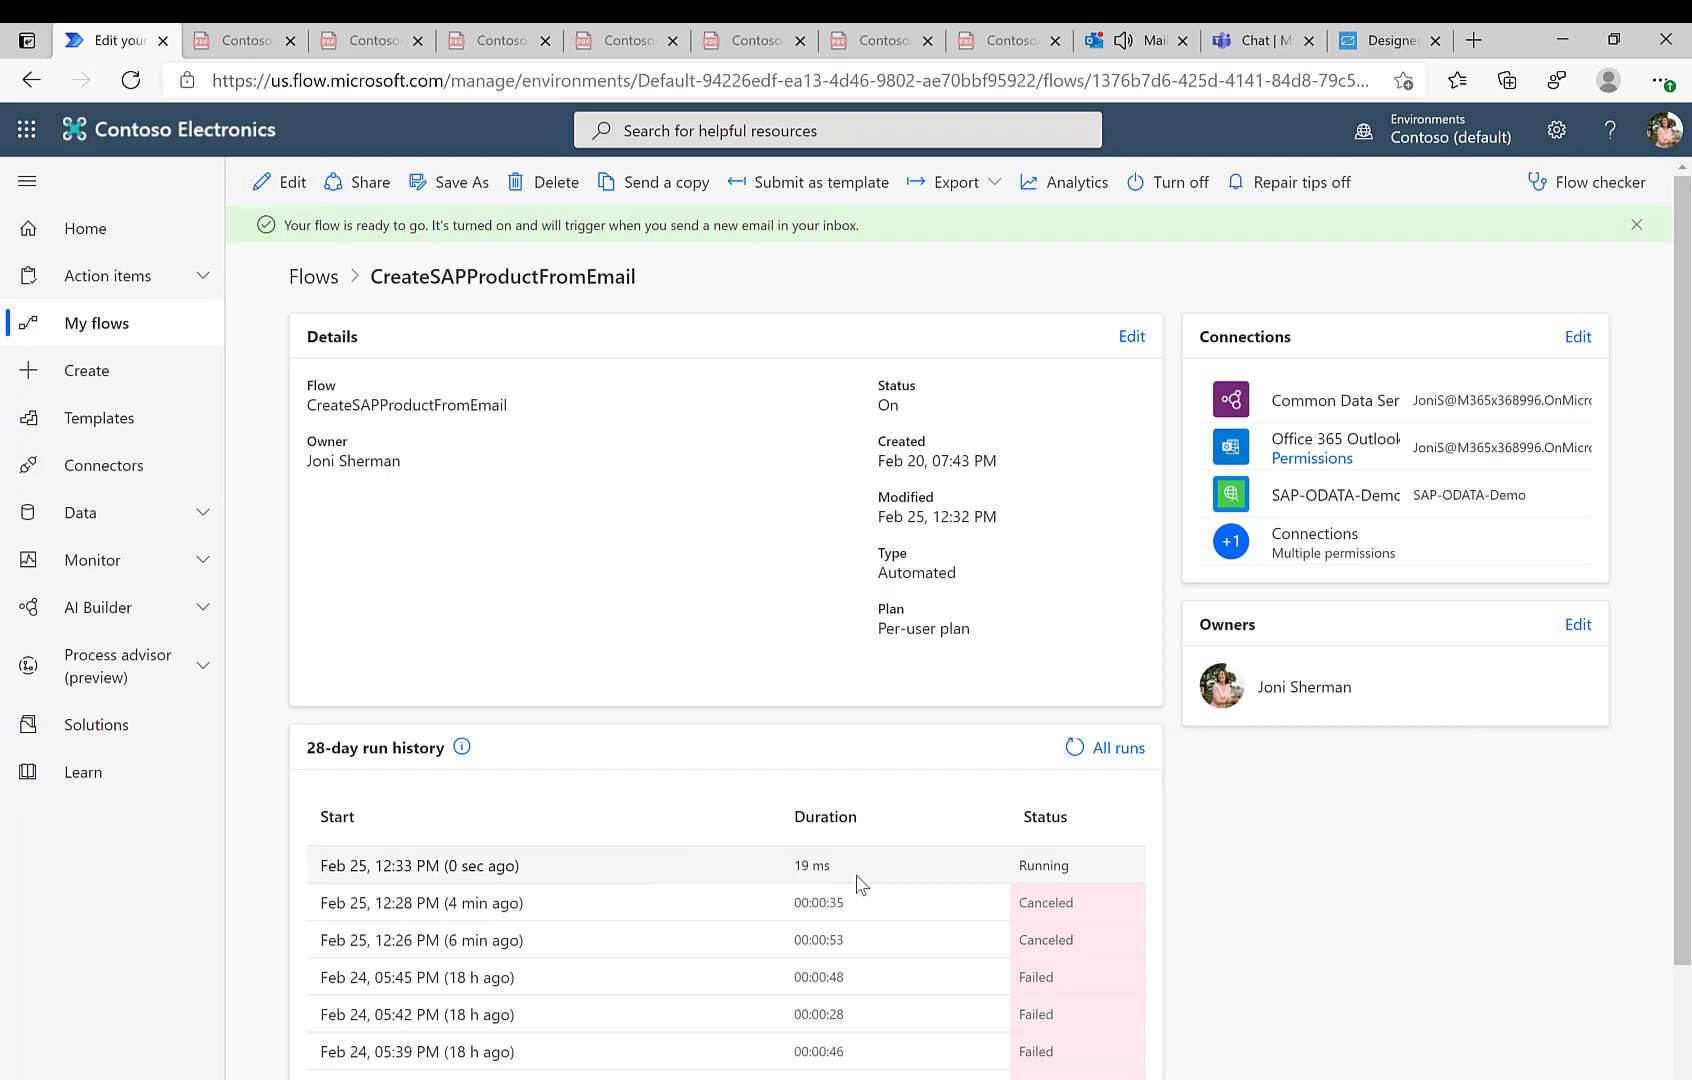 Edit your
Contoso
Contoso
Contoso
Contoso
Contoso
Contoso
Contoso
Mail
Chat | M
Designer
https://us.flow.microsoft.com/manage/environments/Default-94226edf-ea13-4d46-9802-ae70bbf95922/flows/1376b7d6-425d-4141-84d8-79c5...
Contoso Electronics
Search for helpful resources
Environments
Contoso (default)
Edit
Share
Save As
Delete
Send a copy
Submit as template
Export
Analytics
Turn off
Repair tips off
Flow checker
Home
Action items
My flows
Create
Templates
Connectors
Data
Monitor
AI Builder
Process advisor
(preview)
Solutions
Learn
Your flow is ready to go. It's turned on and will trigger when you send a new email in your inbox.
Flows > CreateSAPProductFromEmail
Details
Edit
Flow
CreateSAPProductFromEmail
Owner
Joni Sherman
Status
On
Created
Feb 20, 07:43 PM
Modified
Feb 25, 12:32 PM
Type
Automated
Plan
Per-user plan
Connections
Edit
Common Data Ser JoniS@M365x368996.OnMicro
Office 365 Outlook JoniS@M365x368996.OnMicro
Permissions
SAP-ODATA-Demo SAP-ODATA-Demo
+1
Connections
Multiple permissions
Owners
Edit
Joni Sherman
28-day run history
All runs
Start Duration Status
Feb 25, 12:33 PM (0 sec ago) 19 ms Running
Feb 25, 12:28 PM (4 min ago) 00:00:35 Canceled
Feb 25, 12:26 PM (6 min ago) 00:00:53 Canceled
Feb 24, 05:45 PM (18 h ago) 00:00:48 Failed
Feb 24, 05:42 PM (18 h ago) 00:00:28 Failed
Feb 24, 05:39 PM (18 h ago) 00:00:46 Failed